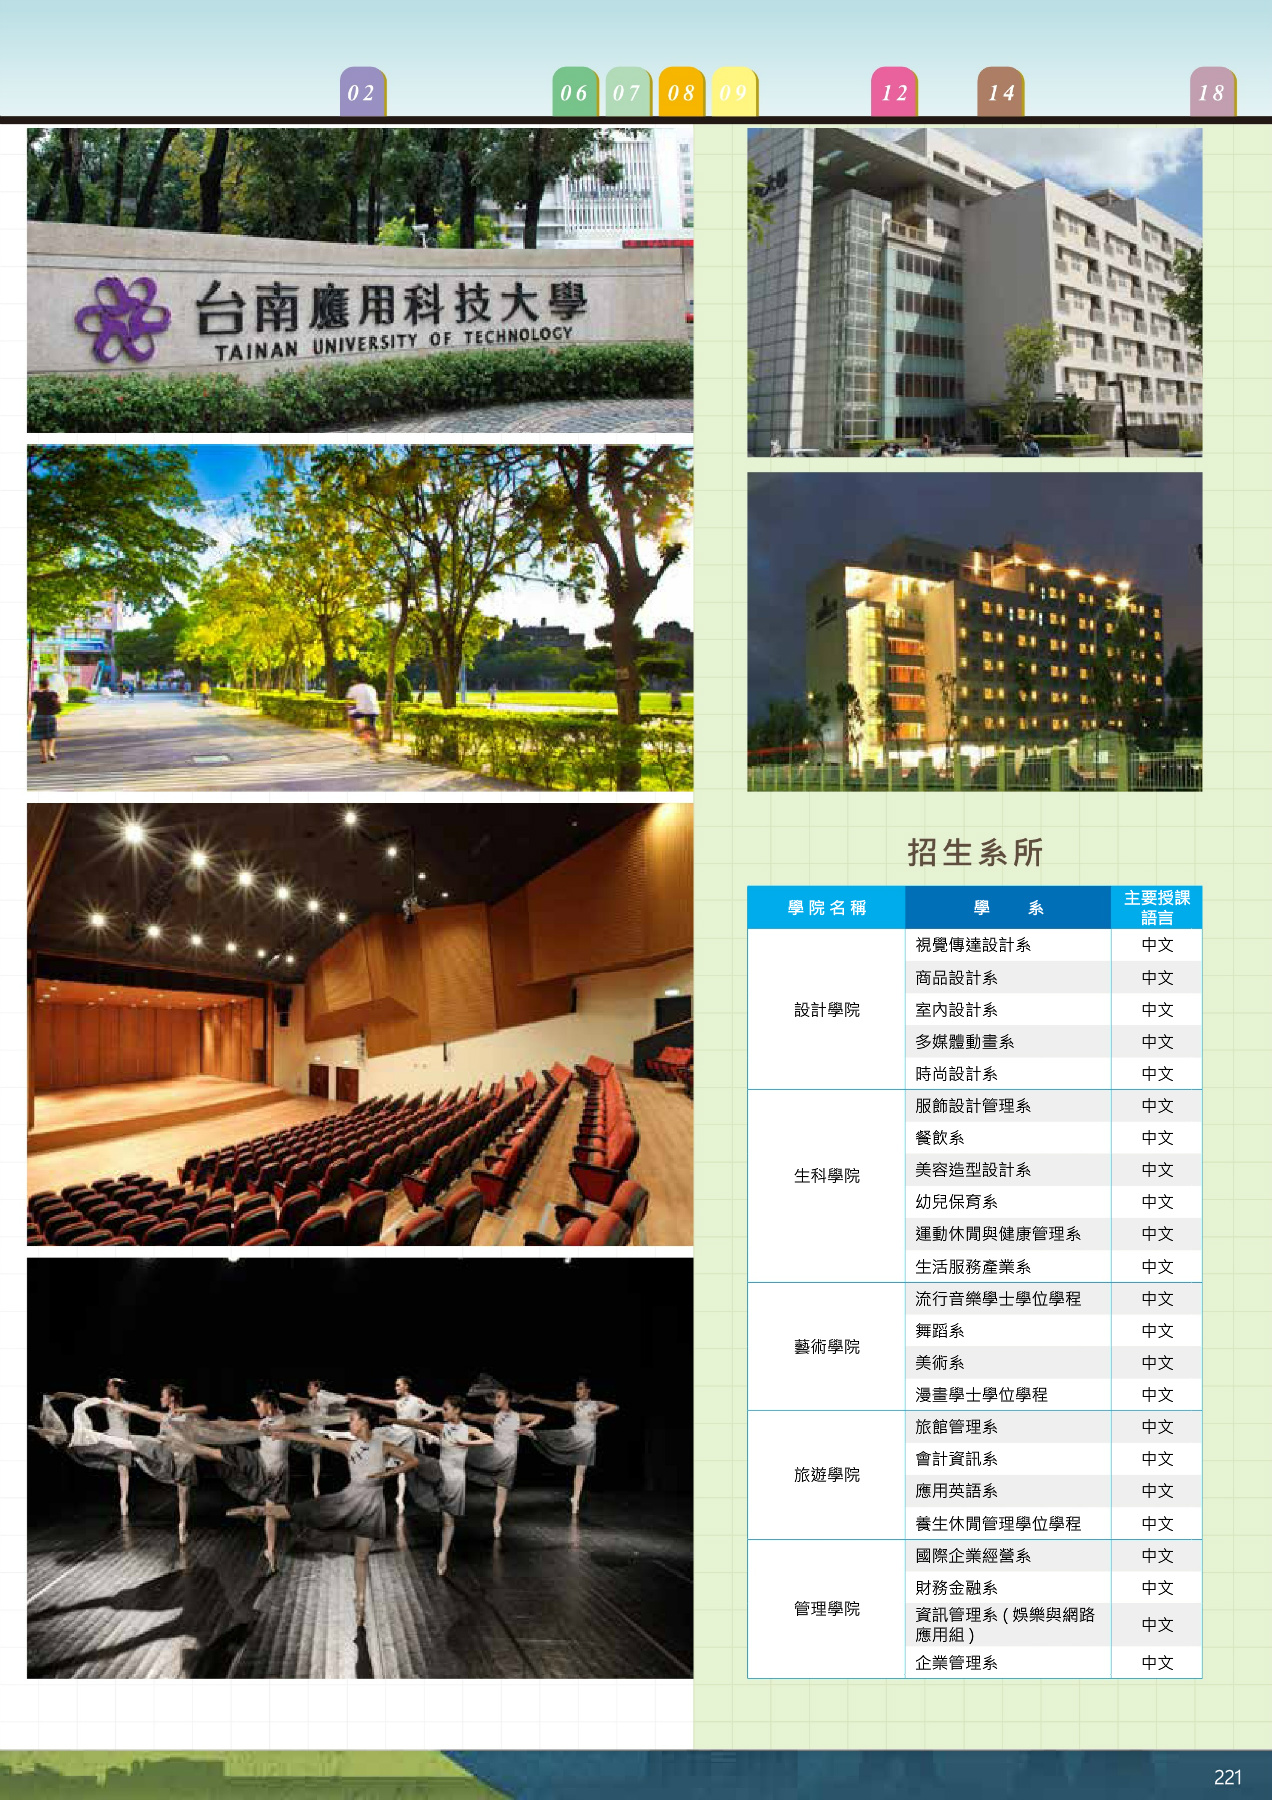 02
06
07
08
09
12
14
18
台南應用科技大學
TAINAN UNIVERSITY OF TECHNOLOGY
招生系所
學院名稱 學 系 主要授課語言
設計學院
視覺傳達設計系 中文
商品設計系 中文
室內設計系 中文
多媒體動畫系 中文
時尚設計系 中文
生科學院
服飾設計管理系 中文
餐飲系 中文
美容造型設計系 中文
幼兒保育系 中文
運動休閒與健康管理系 中文
生活服務產業系 中文
藝術學院
流行音樂學士學位學程 中文
舞蹈系 中文
美術系 中文
漫畫學士學位學程 中文
旅遊學院
旅館管理系 中文
會計資訊系 中文
應用英語系 中文
養生休閒管理學位學程 中文
管理學院
國際企業經營系 中文
財務金融系 中文
資訊管理系 ( 娛樂與網路
應用組 ) 中文
企業管理系 中文
221